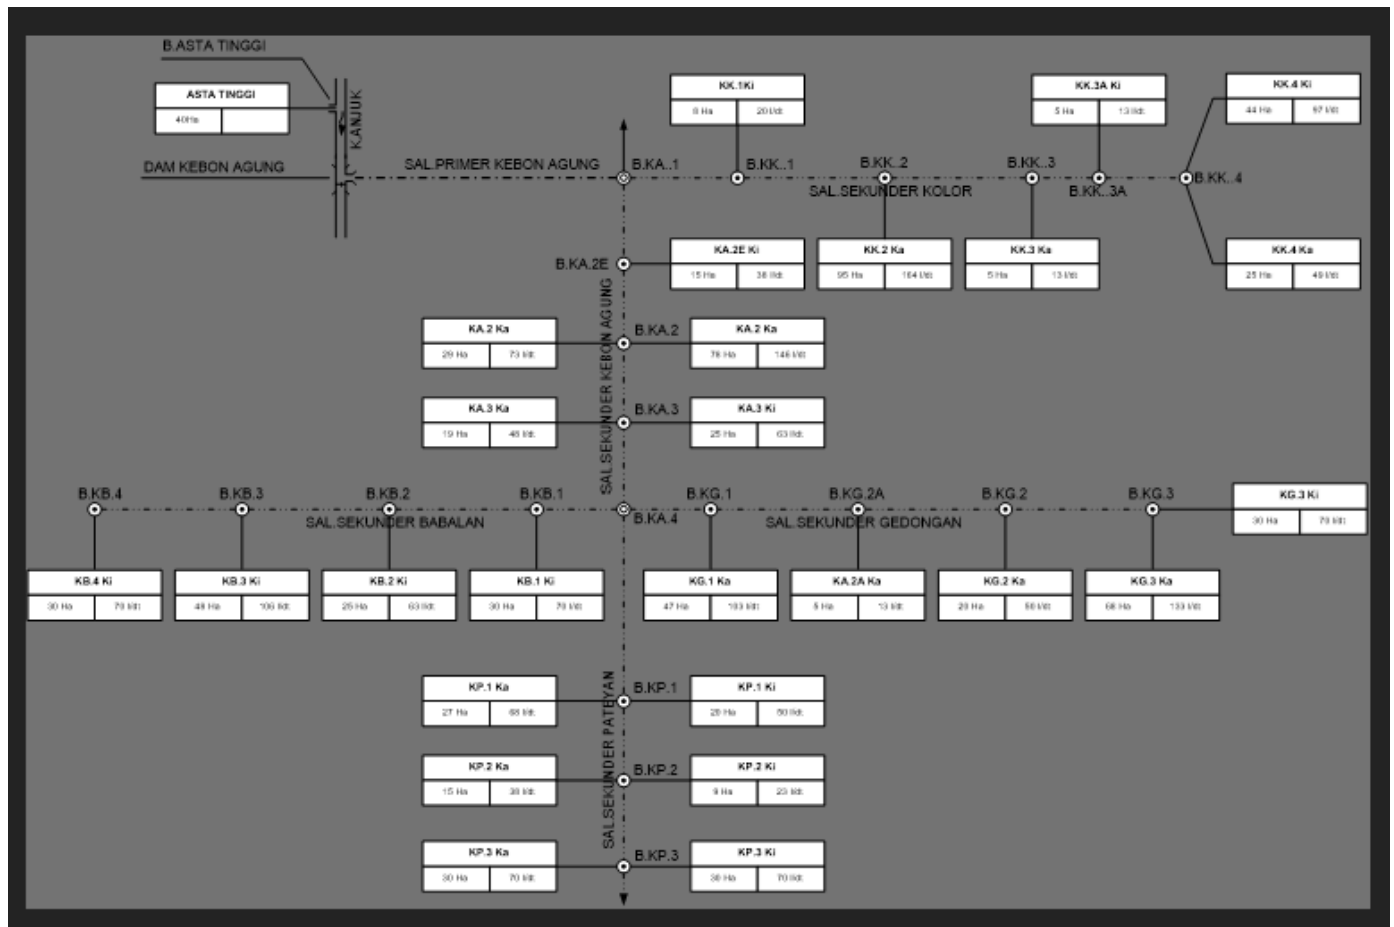 B.ASTA TINGGI
ASTA TINGGI
40Ha
KANJUK
DAM KEBON AGUNG
SAL.PRIMER KEBON AGUNG
B.KA..1
KK.1Ki
8 Ha 20 l/dt
B.KK..1
B.KK..2
SAL.SEKUNDER KOLOR
B.KK..3
KK.3A Ki
5 Ha 13 l/dt
B.KK..3A
KK.4 Ki
44 Ha 97 l/dt
B.KK..4
B.KA.2E
KA.2E Ki
15 Ha 38 l/dt
KK.2 Ka
95 Ha 164 l/dt
KK.3 Ka
5 Ha 13 l/dt
KK.4 Ka
25 Ha 49 l/dt
SAL.SEKUNDER KEBON AGUNG
KA.2 Ka
29 Ha 73 l/dt
B.KA.2
KA.2 Ka
78 Ha 146 l/dt
KA.3 Ka
19 Ha 48 l/dt
B.KA.3
KA.3 Ki
25 Ha 63 l/dt
B.KB.4
B.KB.3
B.KB.2
B.KB.1
B.KG.1
B.KG.2A
B.KG.2
B.KG.3
KG.3 Ki
30 Ha 70 l/dt
SAL.SEKUNDER BABALAN
B.KA.4
SAL.SEKUNDER GEDONGAN
KB.4 Ki
30 Ha 70 l/dt
KB.3 Ki
48 Ha 106 l/dt
KB.2 Ki
25 Ha 63 l/dt
KB.1 Ki
30 Ha 70 l/dt
KG.1 Ka
47 Ha 103 l/dt
KA.2A Ka
5 Ha 13 l/dt
KG.2 Ka
20 Ha 50 l/dt
KG.3 Ka
68 Ha 133 l/dt
SAL.SEKUNDER PATEYAN
KP.1 Ka
27 Ha 68 l/dt
B.KP.1
KP.1 Ki
20 Ha 50 l/dt
KP.2 Ka
15 Ha 38 l/dt
B.KP.2
KP.2 Ki
9 Ha 23 l/dt
KP.3 Ka
30 Ha 70 l/dt
B.KP.3
KP.3 Ki
30 Ha 70 l/dt